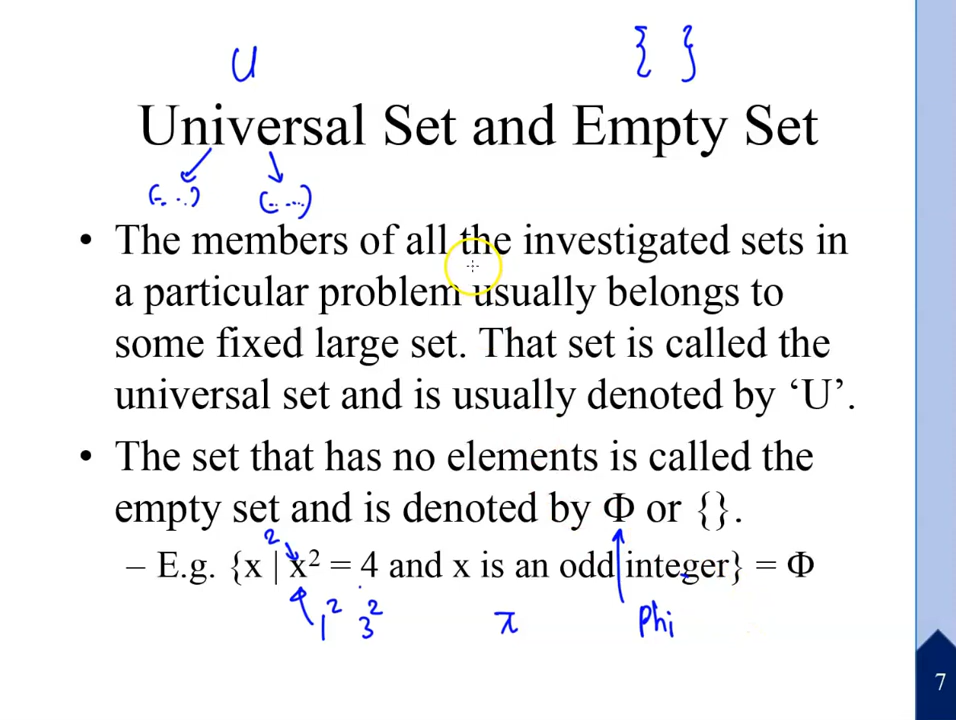 U { }
Universal Set and Empty Set
{-...} {.....}
• The members of all the investigated sets in
a particular problem usually belongs to
some fixed large set. That set is called the
universal set and is usually denoted by ‘U’.
• The set that has no elements is called the
empty set and is denoted by Φ or {}.
2
– E.g. {x | x² = 4 and x is an odd integer} = Φ
1² 3² π phi
7